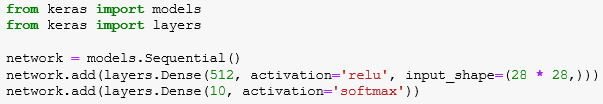 from keras import models
from keras import layers
network = models.Sequential()
network.add(layers.Dense(512, activation='relu', input_shape=(28 * 28,)))
network.add(layers.Dense(10, activation='softmax'))